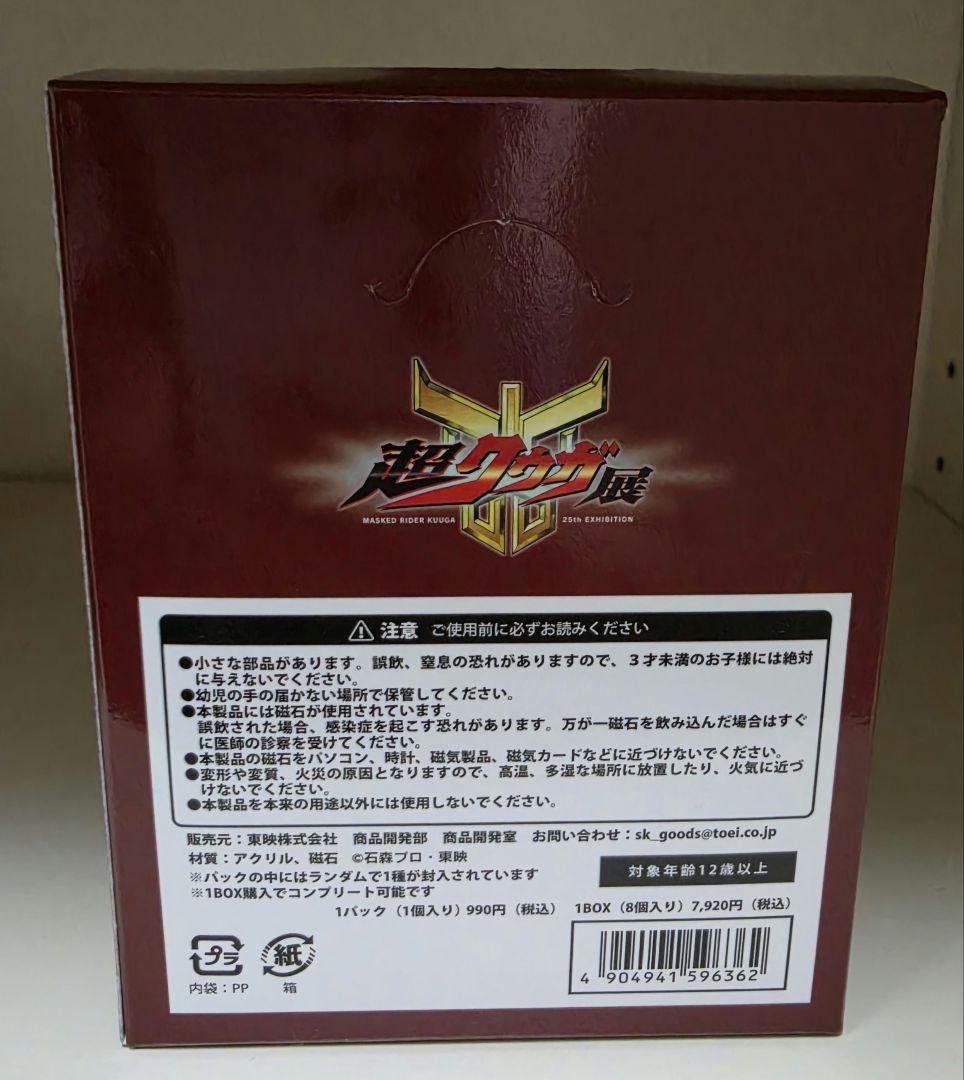 超クウガ展
MASKED RIDER KUUGA 25th EXHIBITION
⚠ 注意 ご使用前に必ずお読みください
●小さな部品があります。誤飲、窒息の恐れがありますので、3才未満のお子様には絶対
に与えないでください。
●幼児の手の届かない場所で保管してください。
●本製品には磁石が使用されています。
誤飲された場合、感染症を起こす恐れがあります。万が一磁石を飲み込んだ場合はすぐ
に医師の診察を受けてください。
●本製品の磁石をパソコン、時計、磁気製品、磁気カードなどに近づけないでください。
●変形や変質、火災の原因となりますので、高温、多湿な場所に放置したり、火気に近づ
けないでください。
●本製品を本来の用途以外には使用しないでください。
販売元：東映株式会社 商品開発部 商品開発室 お問い合わせ：sk_goods@toei.co.jp
材質：アクリル、磁石 ©石森プロ・東映
※パックの中にはランダムで1種が封入されています
※1BOX購入でコンプリート可能です
対象年齢12歳以上
1パック（1個入り）990円（税込） 1BOX（8個入り）7,920円（税込）
プラ 紙
内袋：PP 箱
4 904941 596362